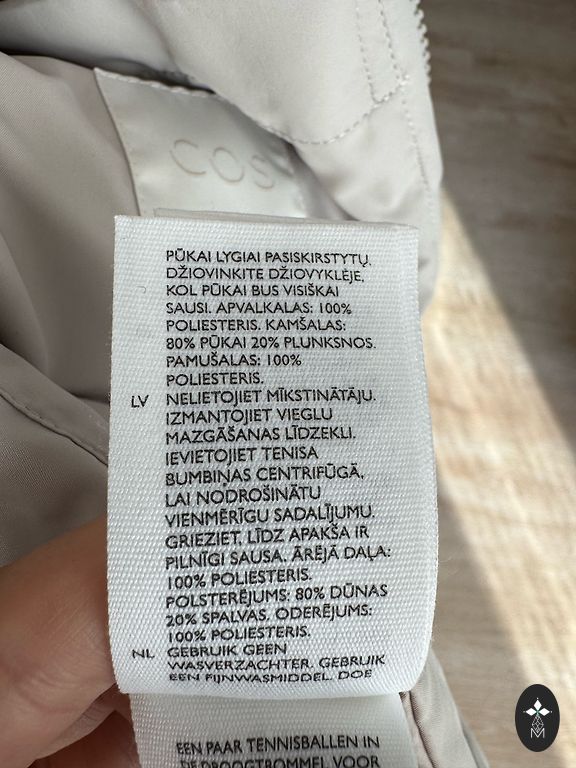 COS
PŪKAI LYGIAI PASISKIRSTYTŲ.
DŽIOVINKITE DŽIOVYKLĖJE,
KOL PŪKAI BUS VISIŠKAI
SAUSI. APVALKALAS: 100%
POLIESTERIS. KAMŠALAS:
80% PŪKAI 20% PLUNKSNOS.
PAMUŠALAS: 100%
POLIESTERIS.
LV NELIETOJIET MĪKSTINĀTĀJU.
IZMANTOJIET VIEGLU
MAZGĀŠANAS LĪDZEKLI.
IEVIETOJIET TENISA
BUMBIŅAS CENTRIFŪGĀ,
LAI NODROŠINĀTU
VIENMĒRĪGU SADALĪJUMU.
GRIEZIET, LĪDZ APAKŠA IR
PILNĪGI SAUSA. ĀRĒJĀ DAĻA:
100% POLIESTERIS.
POLSTERĒJUMS: 80% DŪNAS
20% SPALVAS. ODERĒJUMS:
100% POLIESTERIS.
NL GEBRUIK GEEN
WASVERZACHTER. GEBRUIK
EEN FIJNWASMIDDEL. DOE
EEN PAAR TENNISBALLEN IN
DE DROOGTROMMEL VOOR
M